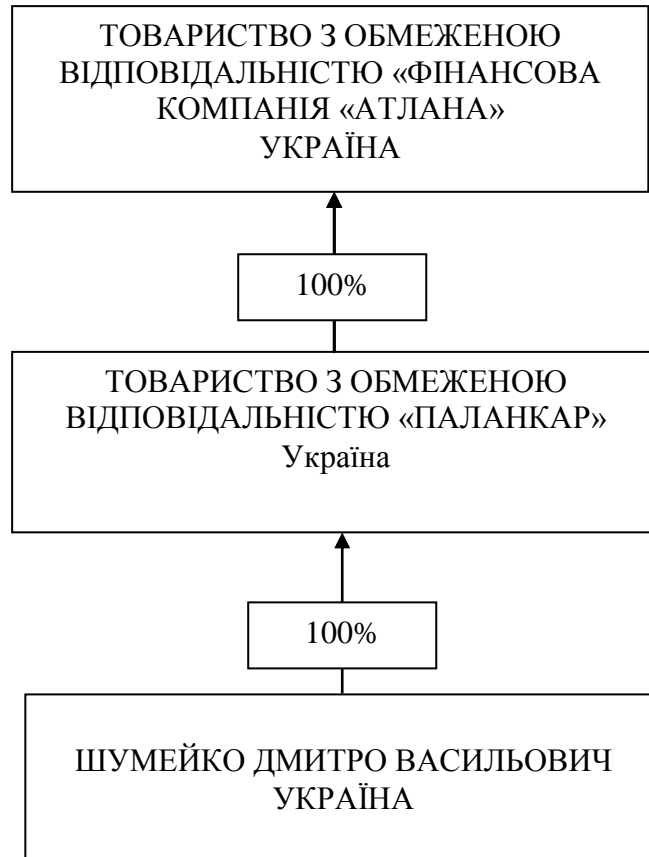 ТОВАРИСТВО З ОБМЕЖЕНОЮ
ВІДПОВІДАЛЬНІСТЮ «ФІНАНСОВА
КОМПАНІЯ «АТЛАНА»
УКРАЇНА
100%
ТОВАРИСТВО З ОБМЕЖЕНОЮ
ВІДПОВІДАЛЬНІСТЮ «ПАЛАНКАР»
Україна
100%
ШУМЕЙКО ДМИТРО ВАСИЛЬОВИЧ
УКРАЇНА